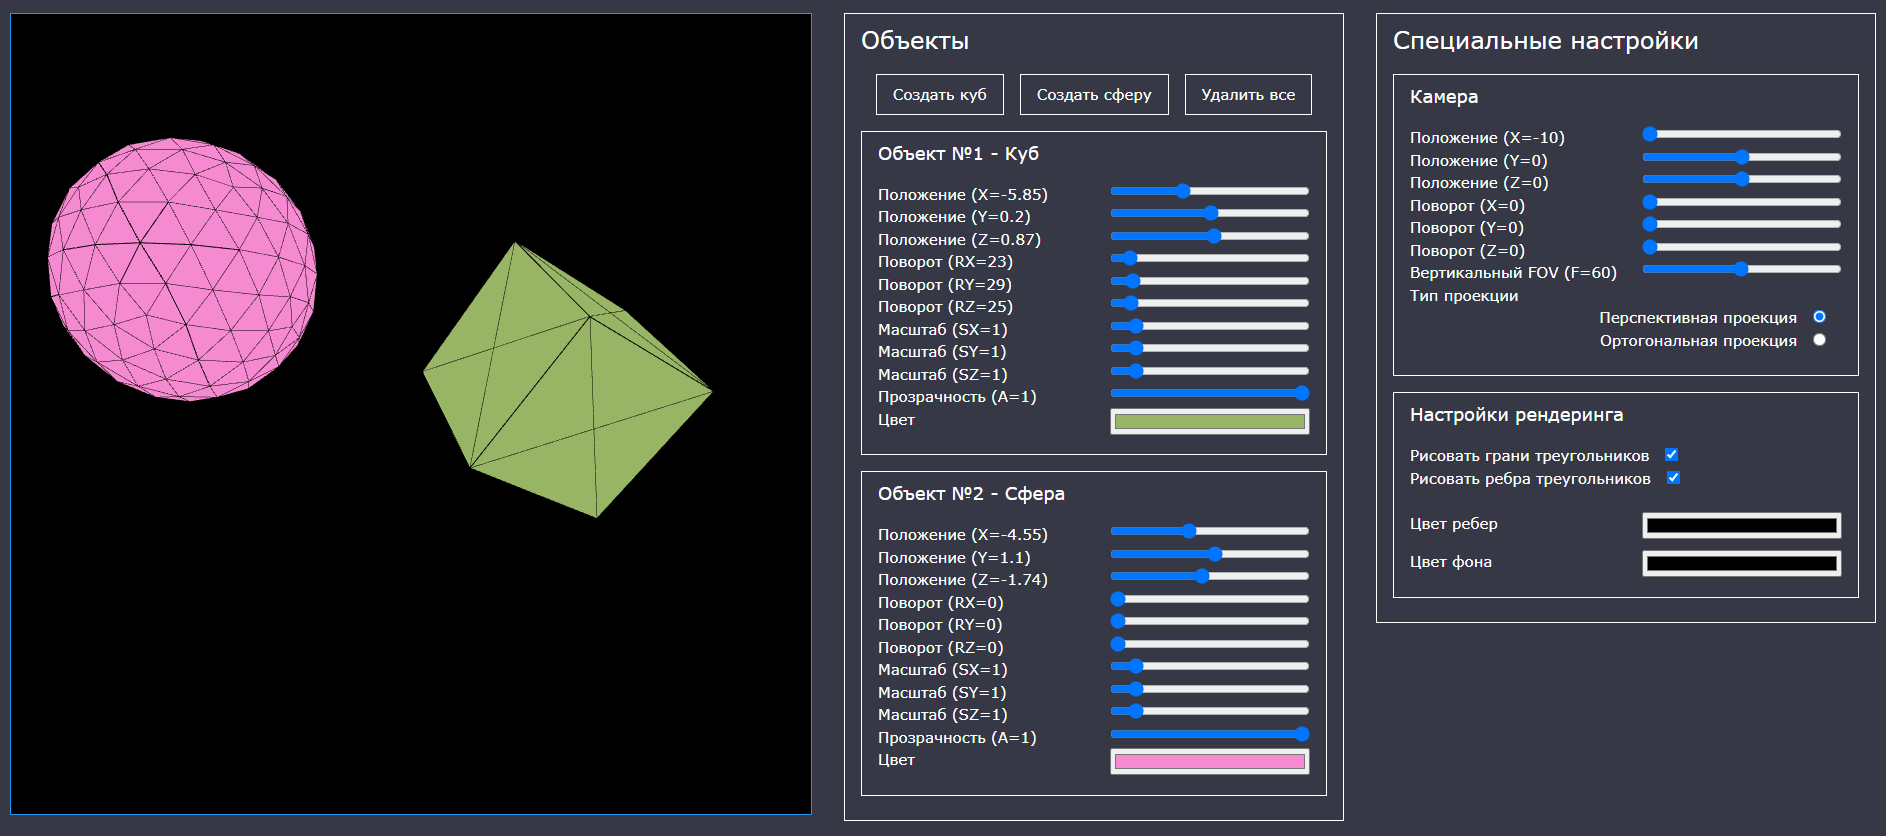 Объекты
Создать куб
Создать сферу
Удалить все
Объект №1 - Куб
Положение (X=-5.85)
Положение (Y=0.2)
Положение (Z=0.87)
Поворот (RX=23)
Поворот (RY=29)
Поворот (RZ=25)
Масштаб (SX=1)
Масштаб (SY=1)
Масштаб (SZ=1)
Прозрачность (A=1)
Цвет
Объект №2 - Сфера
Положение (X=-4.55)
Положение (Y=1.1)
Положение (Z=-1.74)
Поворот (RX=0)
Поворот (RY=0)
Поворот (RZ=0)
Масштаб (SX=1)
Масштаб (SY=1)
Масштаб (SZ=1)
Прозрачность (A=1)
Цвет
Специальные настройки
Камера
Положение (X=-10)
Положение (Y=0)
Положение (Z=0)
Поворот (X=0)
Поворот (Y=0)
Поворот (Z=0)
Вертикальный FOV (F=60)
Тип проекции
Перспективная проекция
Ортогональная проекция
Настройки рендеринга
Рисовать грани треугольников
Рисовать ребра треугольников
Цвет ребер
Цвет фона